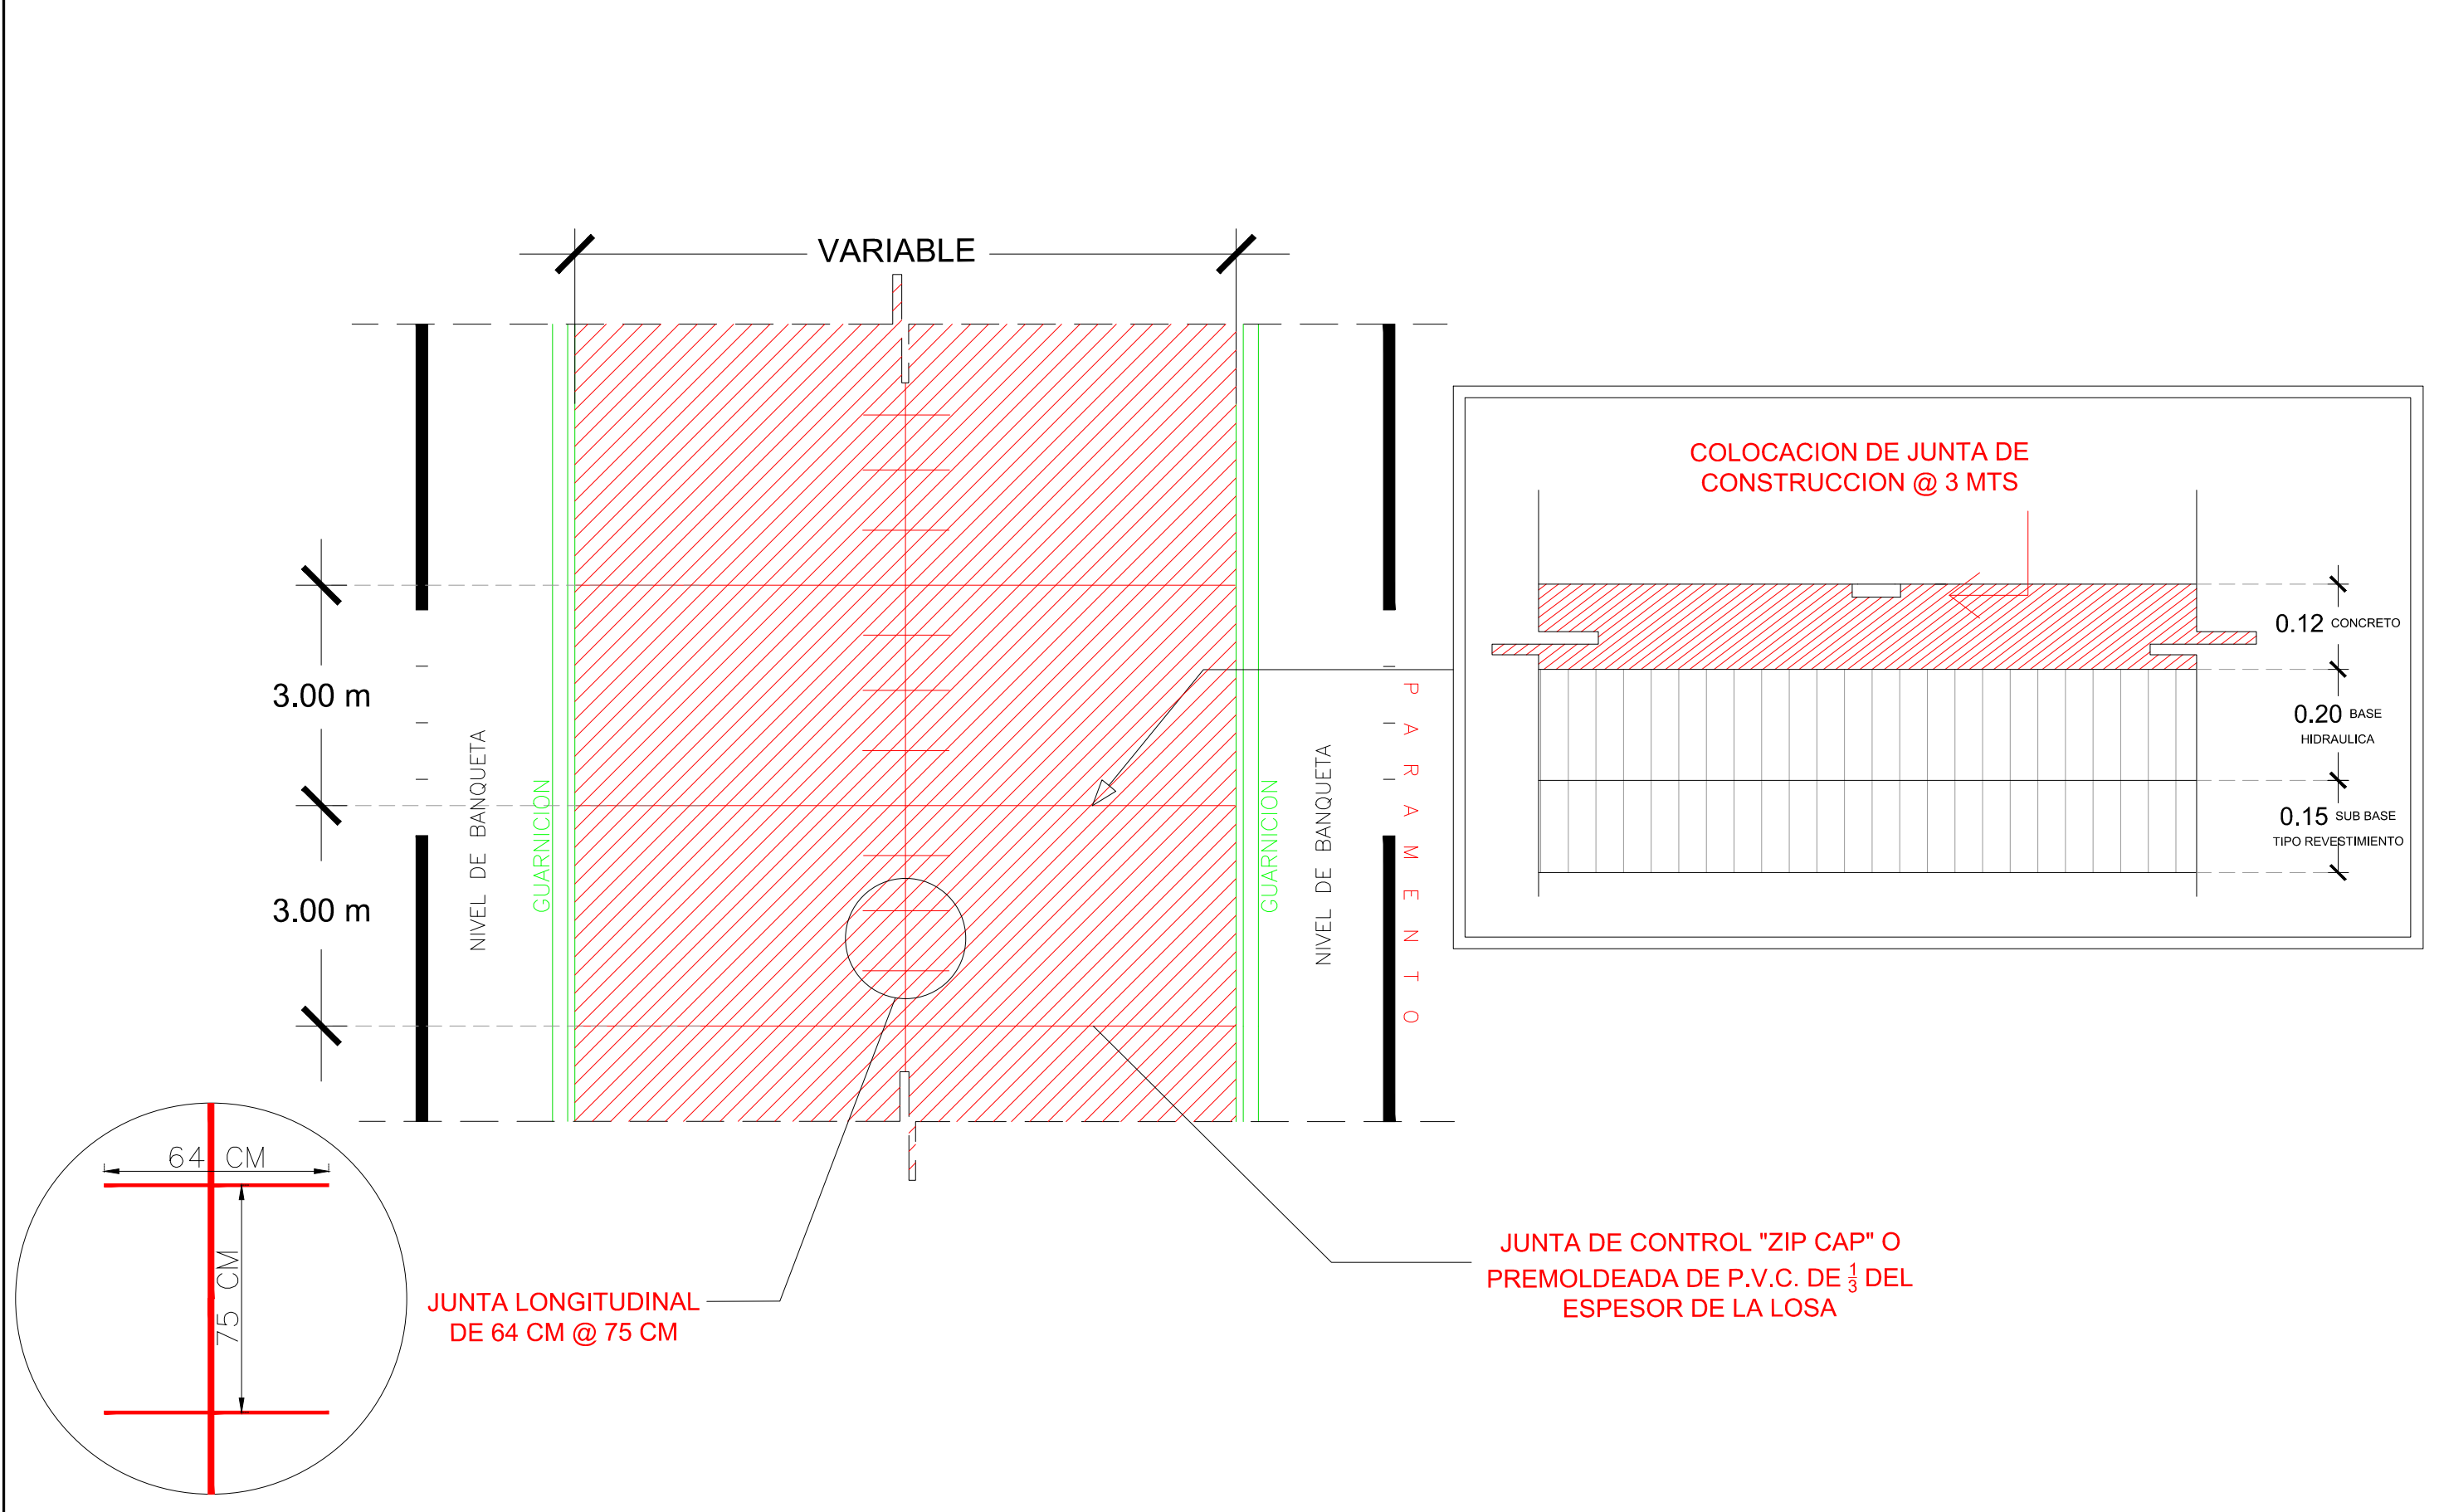 VARIABLE
COLOCACION DE JUNTA DE
CONSTRUCCION @ 3 MTS
0.12 CONCRETO
0.20 BASE
HIDRAULICA
0.15 SUB BASE
TIPO REVESTIMIENTO
3.00 m
3.00 m
NIVEL DE BANQUETA
GUARNICION
GUARNICION
NIVEL DE BANQUETA
PARAMENTO
64 CM
75 CM
JUNTA LONGITUDINAL
DE 64 CM @ 75 CM
JUNTA DE CONTROL "ZIP CAP" O
PREMOLDEADA DE P.V.C. DE 1/3 DEL
ESPESOR DE LA LOSA